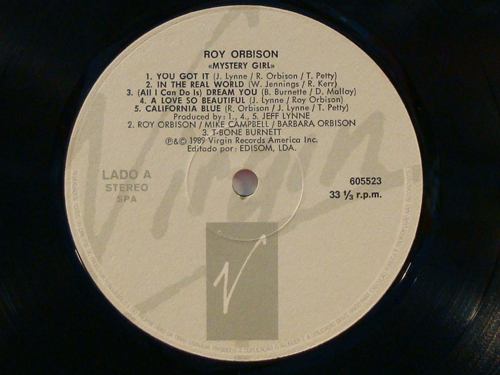 ROY ORBISON
«MYSTERY GIRL»
1. YOU GOT IT (J. Lynne / R. Orbison / T. Petty)
2. IN THE REAL WORLD (W. Jennings / R. Kerr)
3. (All I Can Do Is) DREAM YOU (B. Burnette / D. Malloy)
4. A LOVE SO BEAUTIFUL (J. Lynne / Roy Orbison)
5. CALIFORNIA BLUE (R. Orbison / J. Lynne / T. Petty)
Produced by: 1., 4., 5. JEFF LYNNE
2. ROY ORBISON / MIKE CAMPBELL / BARBARA ORBISON
3. T-BONE BURNETT
℗&© 1989 Virgin Records America Inc.
Editado por: EDISOM, LDA.
LADO A
STEREO
SPA
605523
33 ⅓ r.p.m.
Virgin
V